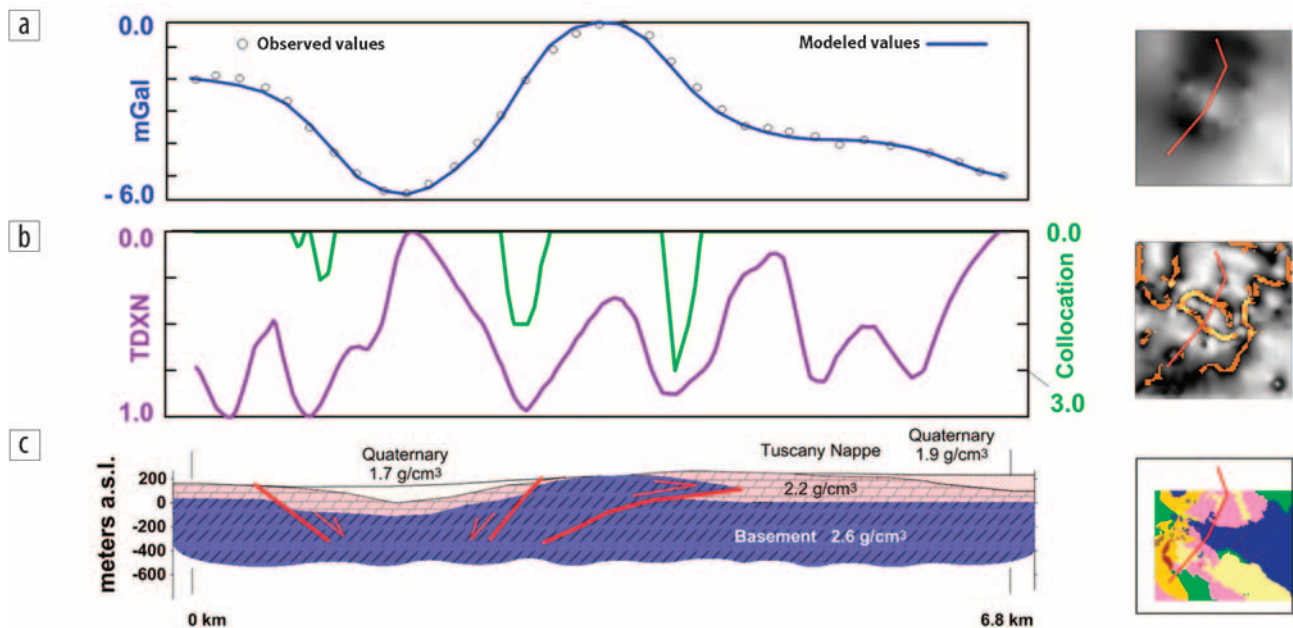 a
0.0
Observed values
Modeled values
mGal
- 6.0
b
0.0
0.0
TDXN
Collocation
1.0
3.0
c
Quaternary
1.7 g/cm³
Tuscany Nappe
Quaternary
1.9 g/cm³
meters a.s.l.
200
0
-200
-400
-600
2.2 g/cm³
Basement 2.6 g/cm³
0 km
6.8 km